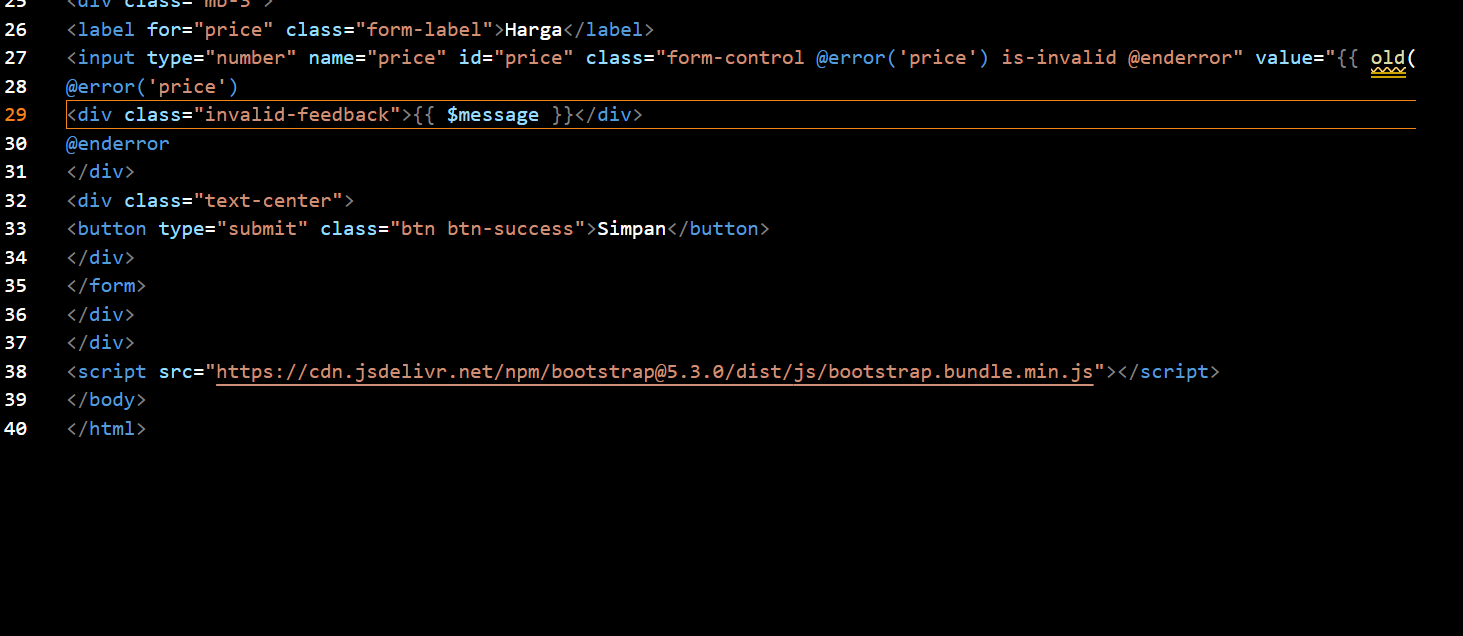 25 <div class="mb-3">
26 <label for="price" class="form-label">Harga</label>
27 <input type="number" name="price" id="price" class="form-control @error('price') is-invalid @enderror" value="{{ old(
28 @error('price')
29 <div class="invalid-feedback">{{ $message }}</div>
30 @enderror
31 </div>
32 <div class="text-center">
33 <button type="submit" class="btn btn-success">Simpan</button>
34 </div>
35 </form>
36 </div>
37 </div>
38 <script src="https://cdn.jsdelivr.net/npm/bootstrap@5.3.0/dist/js/bootstrap.bundle.min.js"></script>
39 </body>
40 </html>